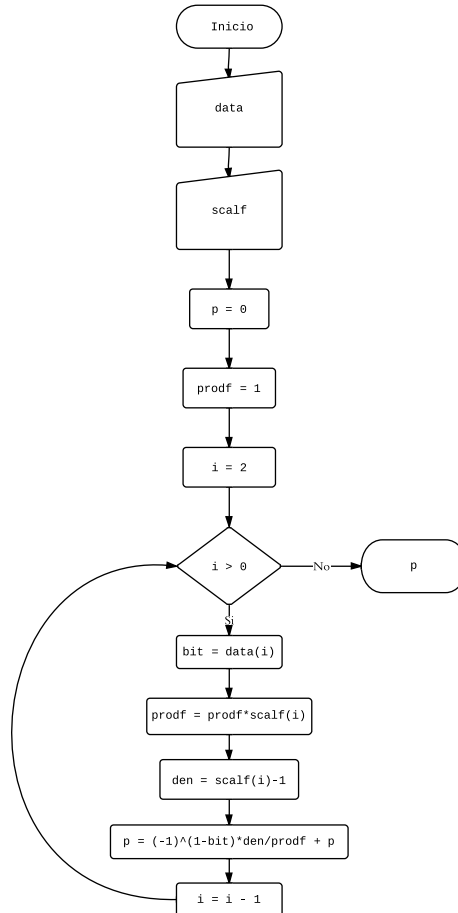 Inicio
data
scalf
p = 0
prodf = 1
i = 2
i > 0
No
p
Si
bit = data(i)
prodf = prodf*scalf(i)
den = scalf(i)-1
p = (-1)^(1-bit)*den/prodf + p
i = i - 1